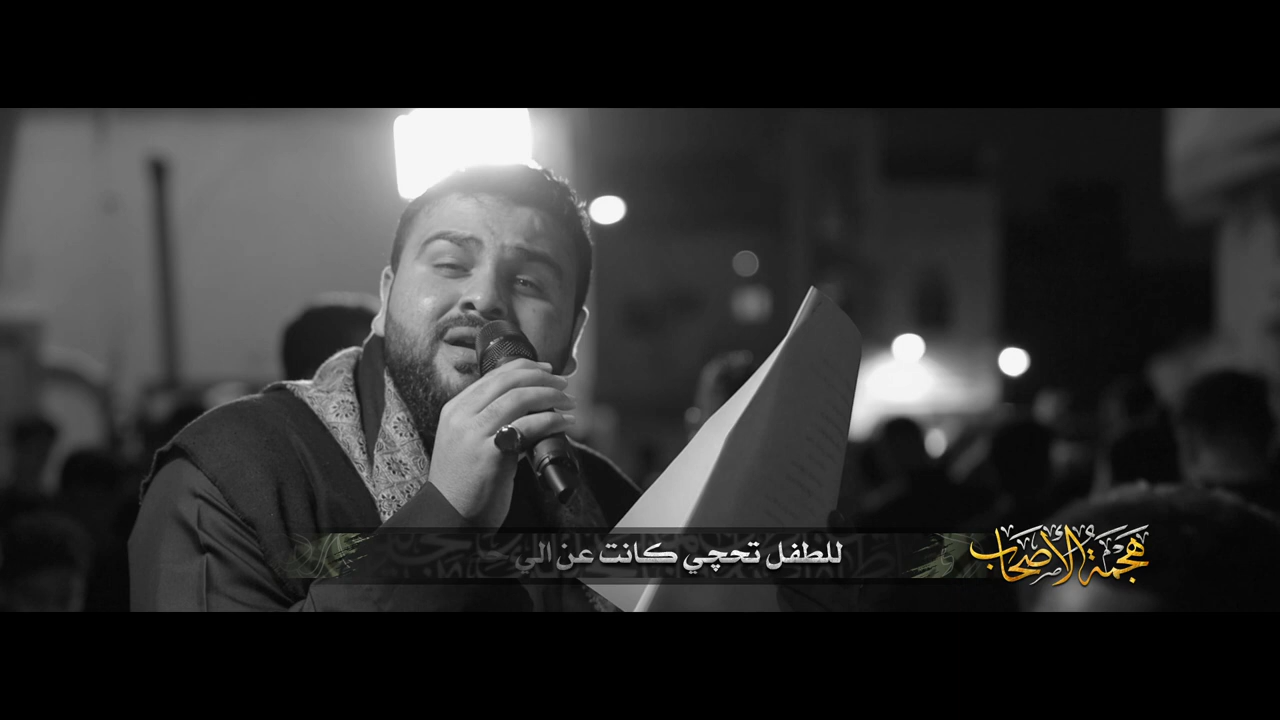 للطفل تحچي كانت عن الي
هجمة الأصحاب